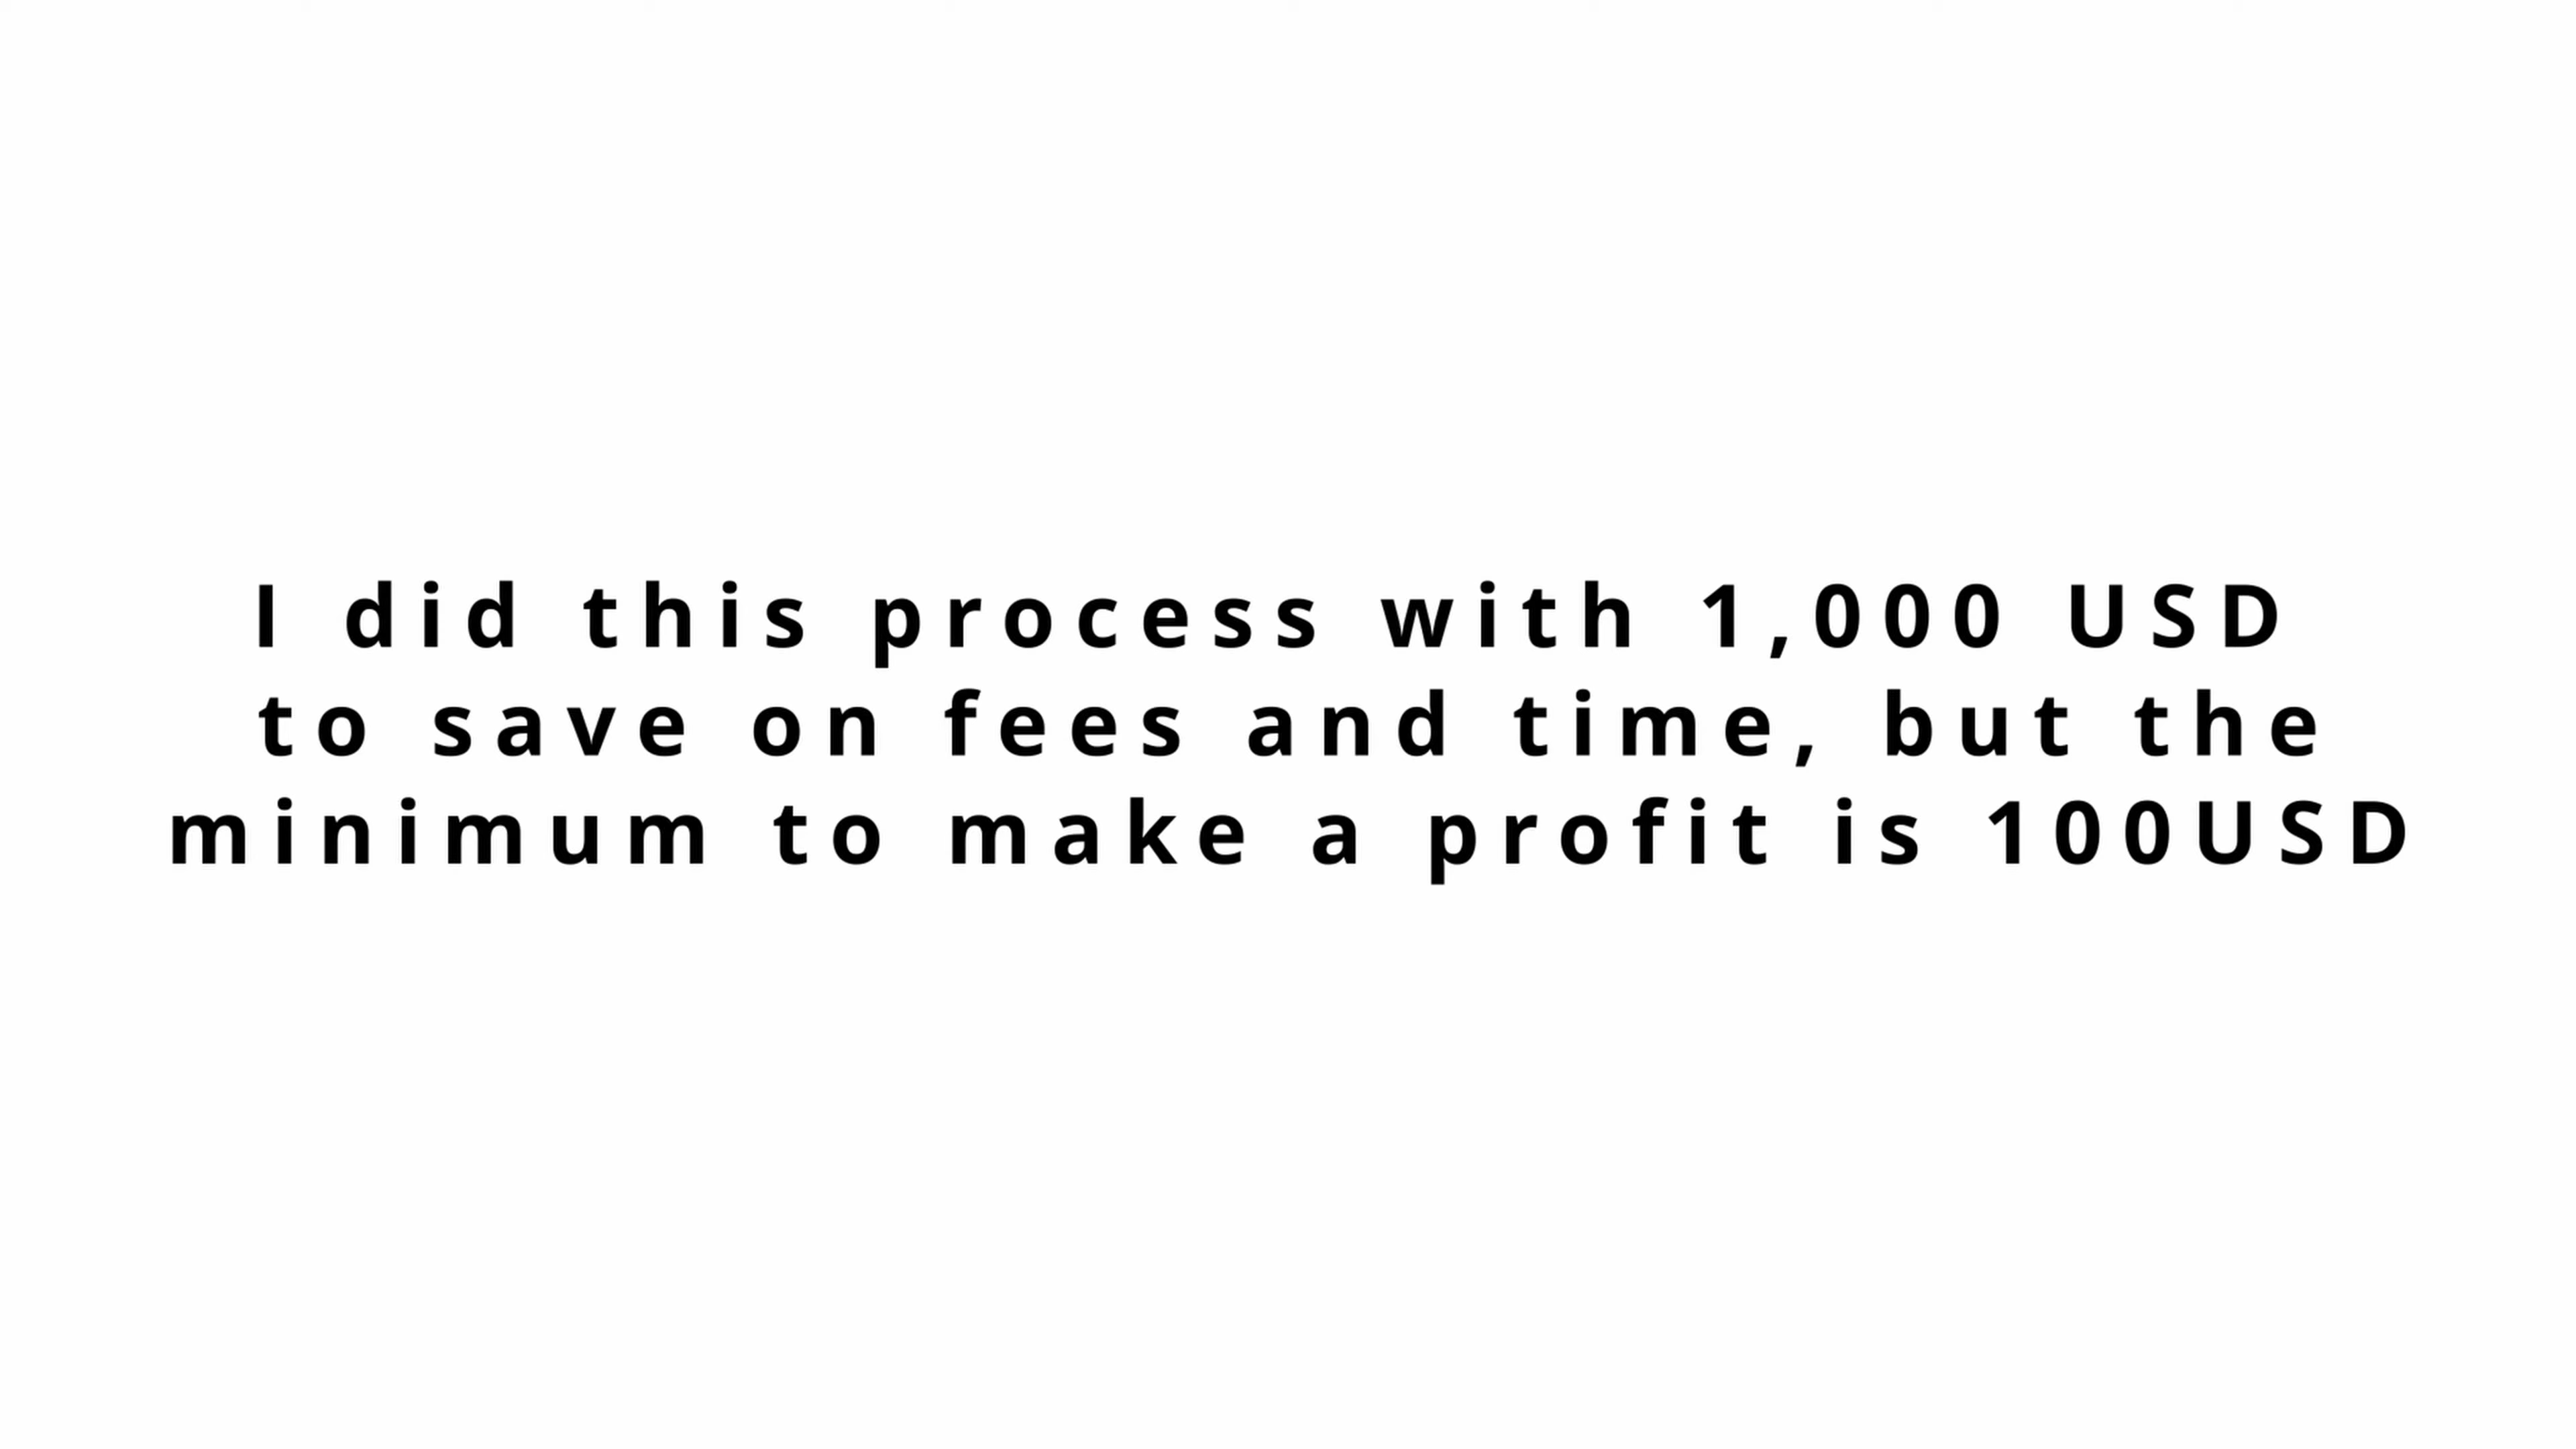 I did this process with 1,000 USD
to save on fees and time, but the
minimum to make a profit is 100USD